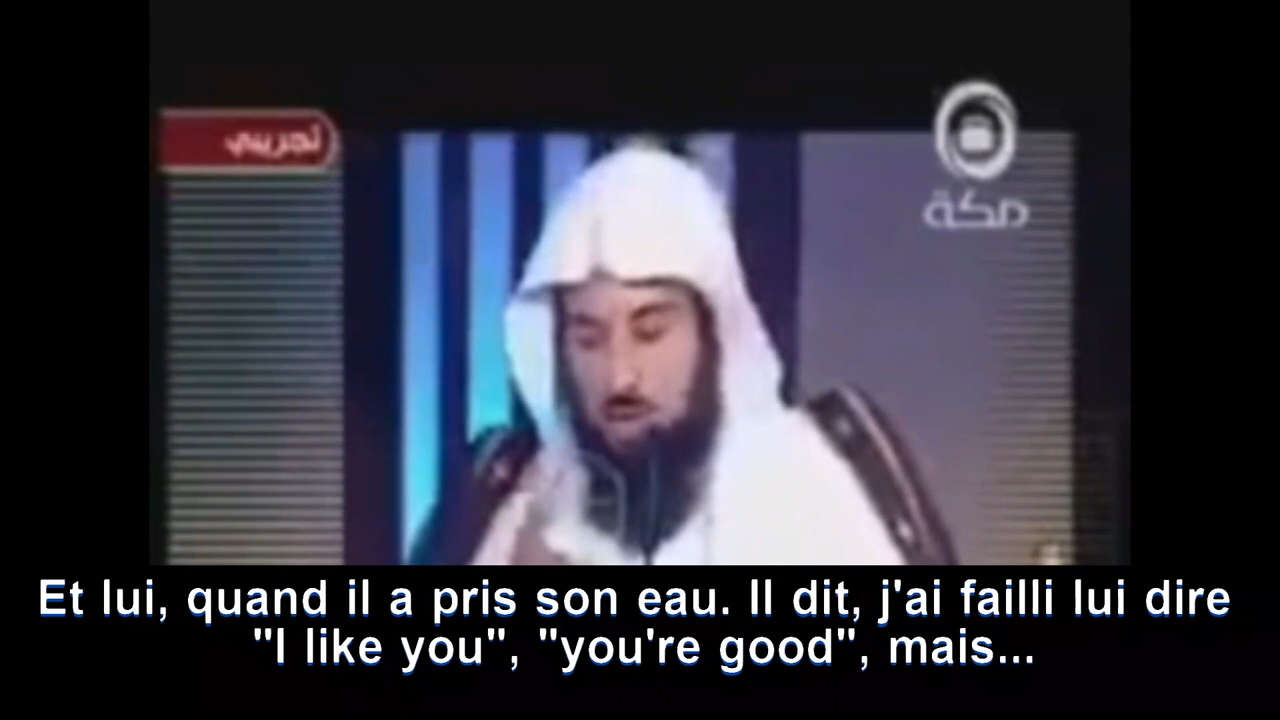 تجريبي
مكة
Et lui, quand il a pris son eau. Il dit, j'ai failli lui dire
"I like you", "you're good", mais...